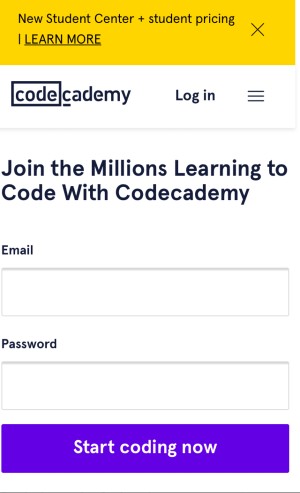 New Student Center + student pricing
| LEARN MORE
codecademy
Log in
Join the Millions Learning to
Code With Codecademy
Email
Password
Start coding now